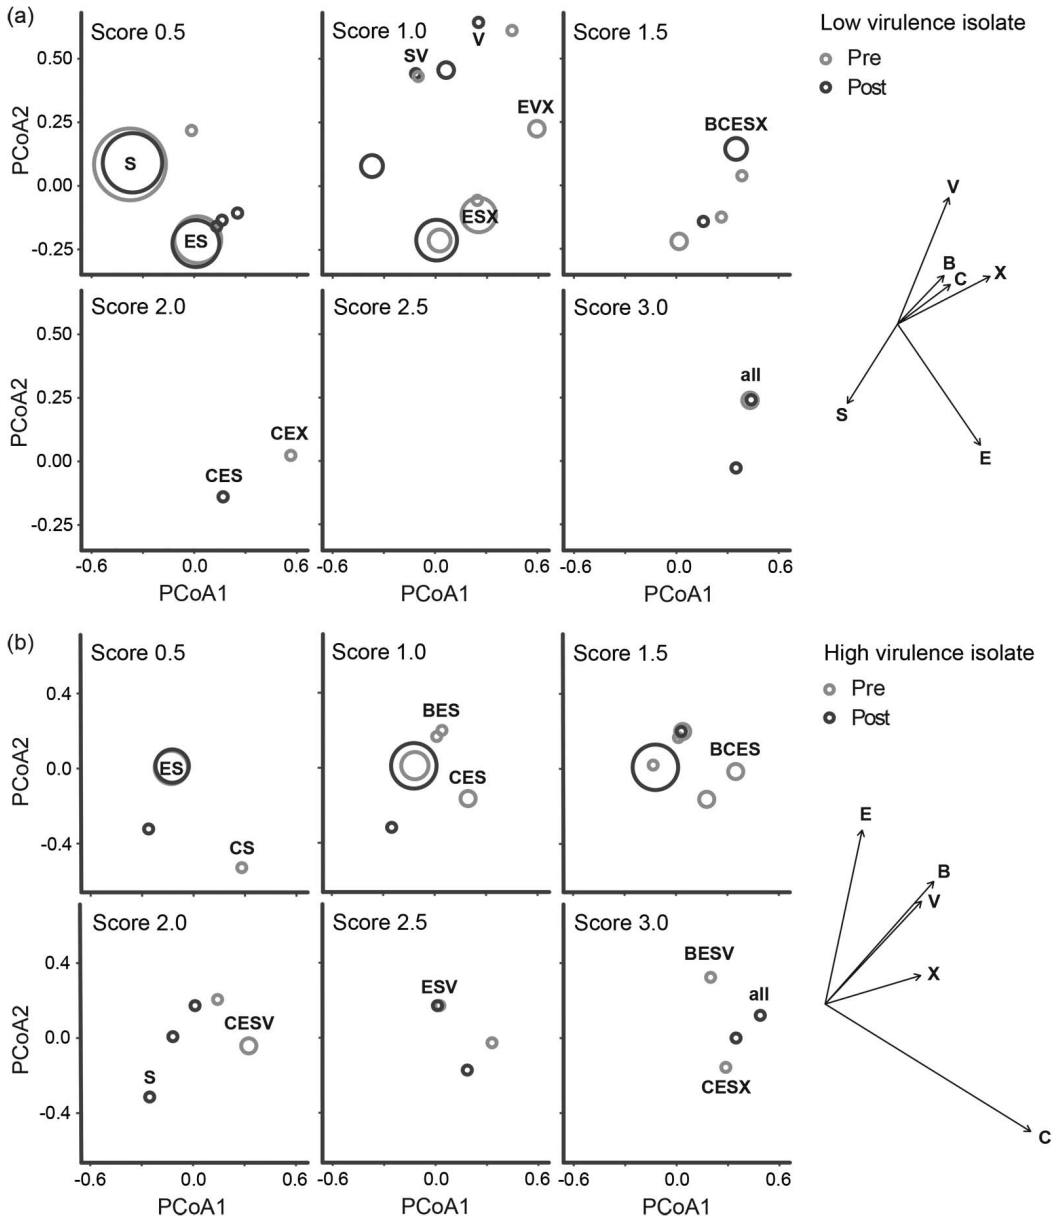 (a)
Score 0.5
Score 1.0
Score 1.5
Low virulence isolate
Pre
Post
PCoA2
0.50
0.25
0.00
-0.25
S
ES
SV
V
EVX
ESX
BCESX
Score 2.0
Score 2.5
Score 3.0
PCoA2
0.50
0.25
0.00
-0.25
CEX
CES
all
-0.6 0.0 0.6
-0.6 0.0 0.6
-0.6 0.0 0.6
PCoA1
PCoA1
PCoA1
V
B
C
X
S
E
(b)
Score 0.5
Score 1.0
Score 1.5
High virulence isolate
Pre
Post
PCoA2
0.4
0.0
-0.4
ES
CS
BES
CES
BCES
Score 2.0
Score 2.5
Score 3.0
PCoA2
0.4
0.0
-0.4
CESV
S
ESV
BESV
all
CESX
-0.6 0.0 0.6
-0.6 0.0 0.6
-0.6 0.0 0.6
PCoA1
PCoA1
PCoA1
E
B
V
X
C